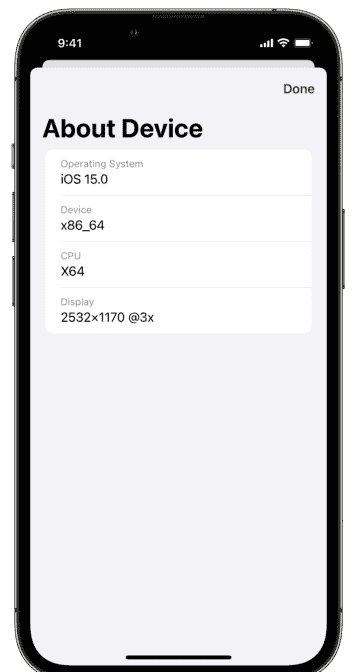 9:41
Done
About Device
Operating System
iOS 15.0
Device
x86_64
CPU
X64
Display
2532×1170 @3x